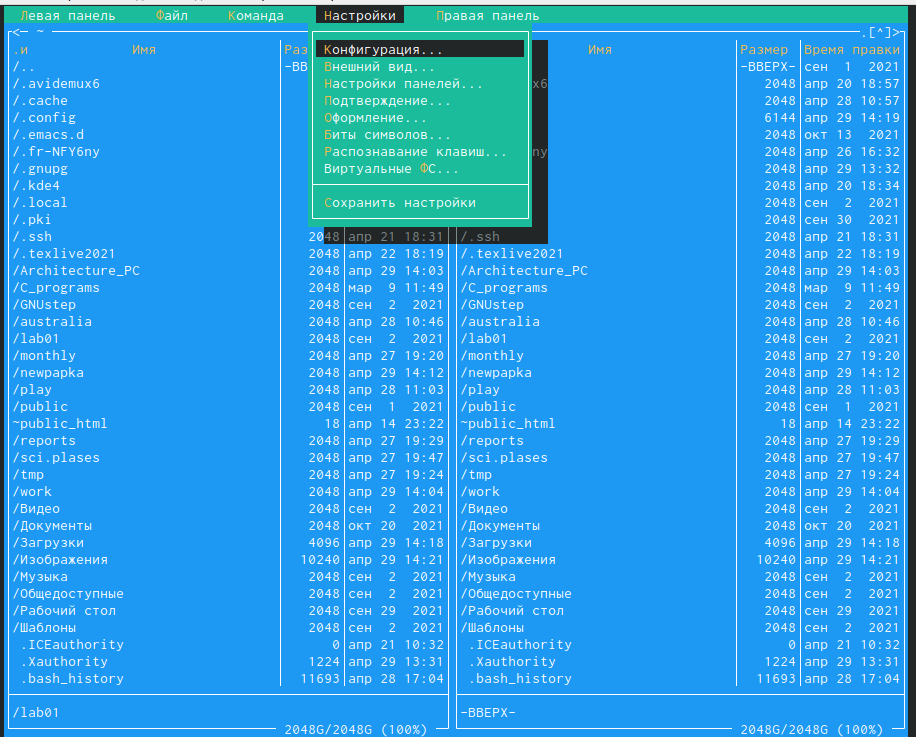 Левая панель Файл Команда Настройки Правая панель
<─ ~ .[^]>
.и Имя Раз Имя Размер Время правки
Конфигурация...
Внешний вид...
Настройки панелей...
Подтверждение...
Оформление...
Биты символов...
Распознавание клавиш...
Виртуальные ФС...
Сохранить настройки
/.. -ВВ -ВВЕРХ- сен 1 2021
/.avidemux6 x6 2048 апр 20 18:57
/.cache 2048 апр 28 10:57
/.config 6144 апр 29 14:19
/.emacs.d 2048 окт 13 2021
/.fr-NFY6ny ny 2048 апр 26 16:32
/.gnupg 2048 апр 29 13:32
/.kde4 2048 апр 20 18:34
/.local 2048 сен 2 2021
/.pki 2048 сен 30 2021
/.ssh 2048 апр 21 18:31 /.ssh 2048 апр 21 18:31
/.texlive2021 2048 апр 22 18:19 /.texlive2021 2048 апр 22 18:19
/Architecture_PC 2048 апр 29 14:03 /Architecture_PC 2048 апр 29 14:03
/C_programs 2048 мар 9 11:49 /C_programs 2048 мар 9 11:49
/GNUstep 2048 сен 2 2021 /GNUstep 2048 сен 2 2021
/australia 2048 апр 28 10:46 /australia 2048 апр 28 10:46
/lab01 2048 сен 2 2021 /lab01 2048 сен 2 2021
/monthly 2048 апр 27 19:20 /monthly 2048 апр 27 19:20
/newpapka 2048 апр 29 14:12 /newpapka 2048 апр 29 14:12
/play 2048 апр 28 11:03 /play 2048 апр 28 11:03
/public 2048 сен 1 2021 /public 2048 сен 1 2021
~public_html 18 апр 14 23:22 ~public_html 18 апр 14 23:22
/reports 2048 апр 27 19:29 /reports 2048 апр 27 19:29
/sci.plases 2048 апр 27 19:47 /sci.plases 2048 апр 27 19:47
/tmp 2048 апр 27 19:24 /tmp 2048 апр 27 19:24
/work 2048 апр 29 14:04 /work 2048 апр 29 14:04
/Видео 2048 сен 2 2021 /Видео 2048 сен 2 2021
/Документы 2048 окт 20 2021 /Документы 2048 окт 20 2021
/Загрузки 4096 апр 29 14:18 /Загрузки 4096 апр 29 14:18
/Изображения 10240 апр 29 14:21 /Изображения 10240 апр 29 14:21
/Музыка 2048 сен 2 2021 /Музыка 2048 сен 2 2021
/Общедоступные 2048 сен 2 2021 /Общедоступные 2048 сен 2 2021
/Рабочий стол 2048 сен 29 2021 /Рабочий стол 2048 сен 29 2021
/Шаблоны 2048 сен 2 2021 /Шаблоны 2048 сен 2 2021
.ICEauthority 0 апр 21 10:32 .ICEauthority 0 апр 21 10:32
.Xauthority 1224 апр 29 13:31 .Xauthority 1224 апр 29 13:31
.bash_history 11693 апр 28 17:04 .bash_history 11693 апр 28 17:04
/lab01 -ВВЕРХ-
2048G/2048G (100%) 2048G/2048G (100%)